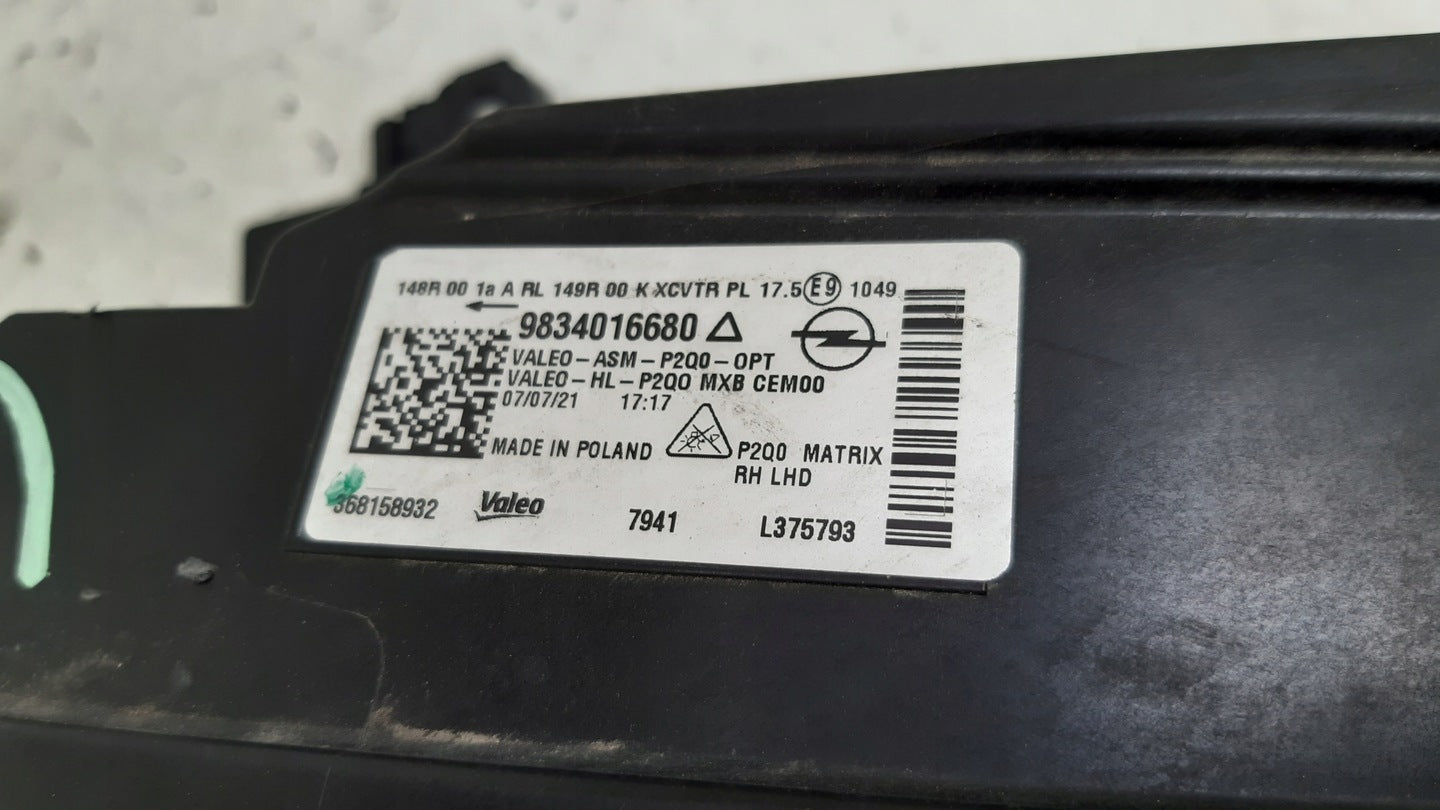 148R 00 1a A RL 149R 00 K XCVTR PL 17.5 E9 1049
9834016680
VALEO-ASM-P2Q0-OPT
VALEO-HL-P2Q0 MXB CEM00
07/07/21 17:17
MADE IN POLAND P2Q0 MATRIX
RH LHD
368158932 Valeo 7941 L375793